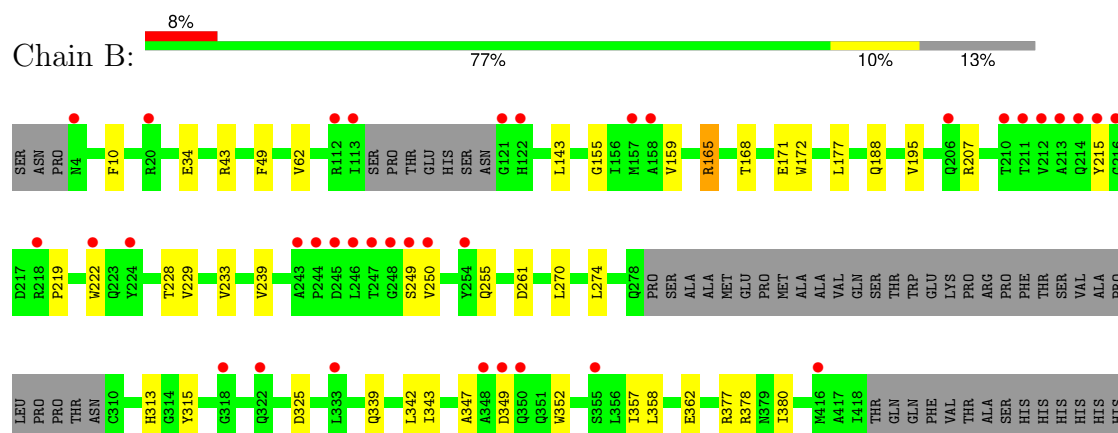 8%
Chain B:
77% 10% 13%
SER ASN PRO N4 F10 R20 E34 R43 F49 V62 R112 I113 SER PRO THR GLU HIS SER ASN G121 H122 L143 G155 I156 M157 A158 V159 R165 T168 E171 W172 L177 Q188 V195 Q206 R207 T210 T211 V212 A213 Q214 Y215 G216
D217 R218 P219 W222 Q223 Y224 T228 V229 V233 V239 A243 P244 D245 L246 T247 G248 S249 V250 Y254 Q255 D261 L270 L274 Q278 PRO SER ALA ALA MET GLU PRO MET ALA ALA VAL GLN SER THR TRP GLU LYS PRO ARG PRO PHE THR SER VAL ALA PRO
LEU PRO PRO THR ASN C310 H313 G314 Y315 G318 Q322 D325 L333 Q339 L342 I343 A347 A348 D349 Q350 Q351 W352 S355 L356 I357 L358 E362 R377 R378 N379 I380 M416 A417 I418 THR GLN GLN PHE VAL THR ALA SER HIS HIS HIS HIS HIS HIS